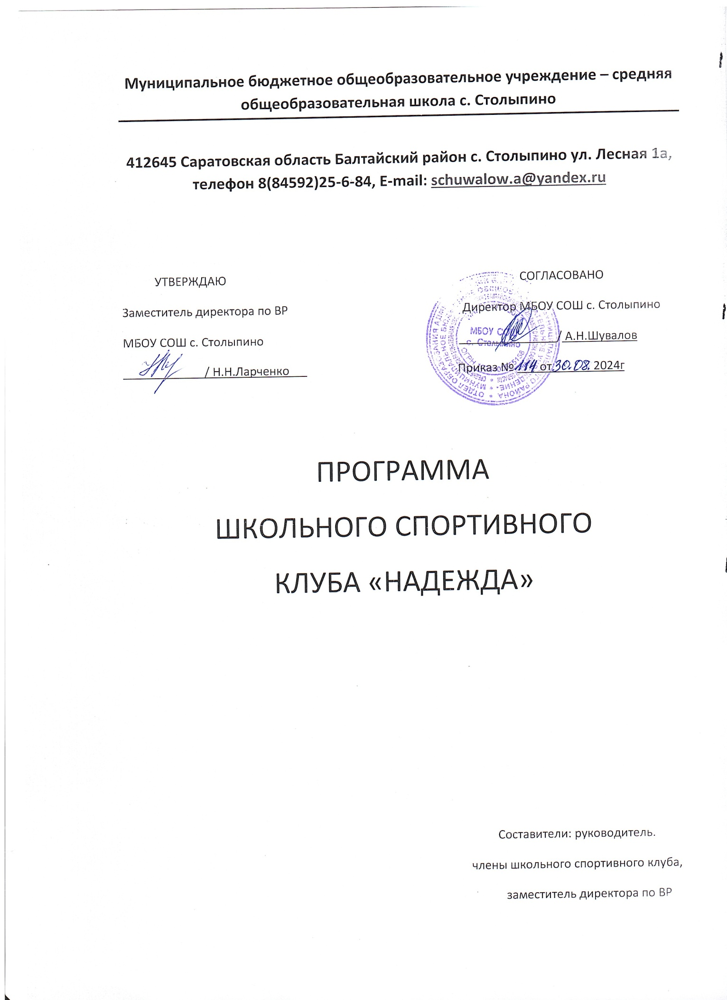 Муниципальное бюджетное общеобразовательное учреждение – средняя
общеобразовательная школа с. Столыпино
412645 Саратовская область Балтайский район с. Столыпино ул. Лесная 1а,
телефон 8(84592)25-6-84, E-mail: schuwalow.a@yandex.ru
УТВЕРЖДАЮ
Заместитель директора по ВР
МБОУ СОШ с. Столыпино
/ Н.Н.Ларченко
СОГЛАСОВАНО
Директор МБОУ СОШ с. Столыпино
/ А.Н.Шувалов
Приказ № 114 от 30.08. 2024г
МБОУ СОШ
с. Столыпино
ПРОГРАММА
ШКОЛЬНОГО СПОРТИВНОГО
КЛУБА «НАДЕЖДА»
Составители: руководитель.
члены школьного спортивного клуба,
заместитель директора по ВР